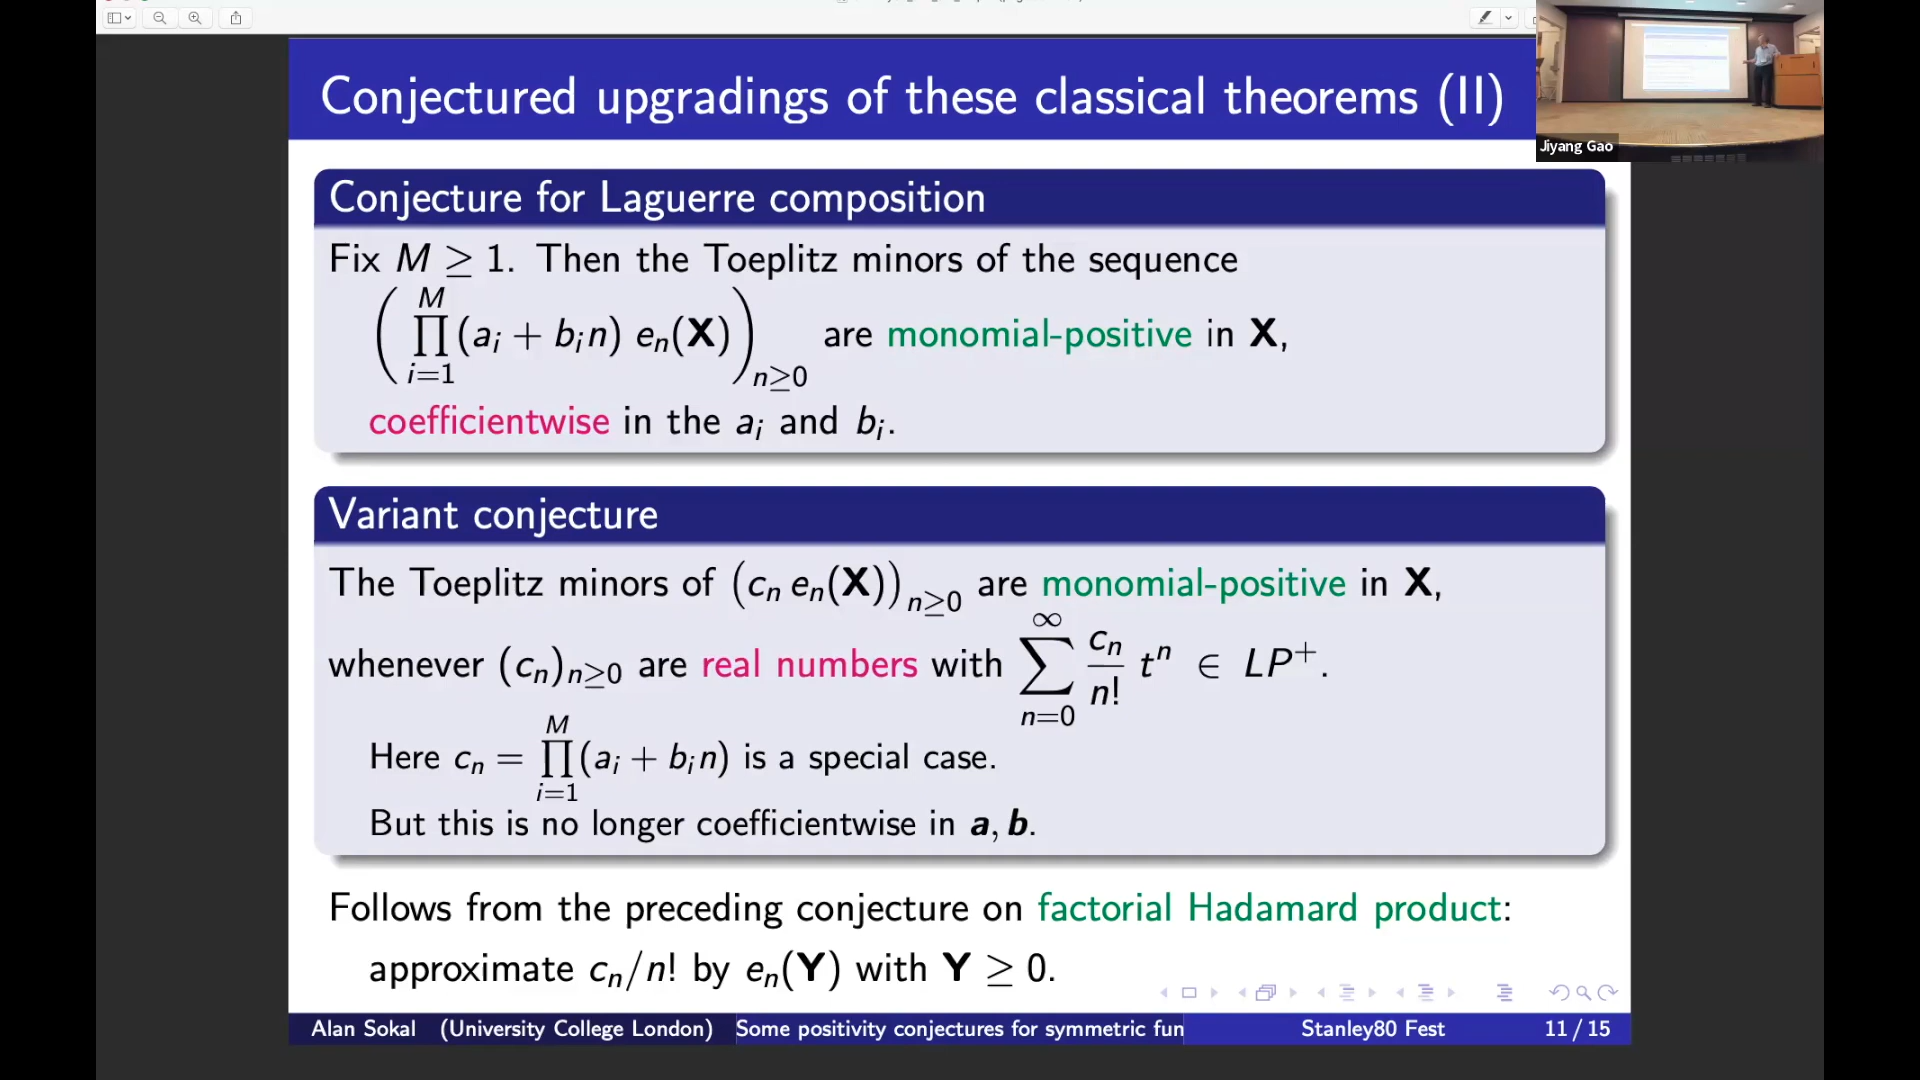 Conjectured upgradings of these classical theorems (II)
Jiyang Gao
Conjecture for Laguerre composition
Fix M ≥ 1. Then the Toeplitz minors of the sequence
(∏_{i=1}^{M} (a_i + b_i n) e_n(X))_{n≥0} are monomial-positive in X,
coefficientwise in the a_i and b_i.
Variant conjecture
The Toeplitz minors of (c_n e_n(X))_{n≥0} are monomial-positive in X,
whenever (c_n)_{n≥0} are real numbers with ∑_{n=0}^{∞} c_n/n! t^n ∈ LP^+.
Here c_n = ∏_{i=1}^{M} (a_i + b_i n) is a special case.
But this is no longer coefficientwise in a, b.
Follows from the preceding conjecture on factorial Hadamard product:
approximate c_n/n! by e_n(Y) with Y ≥ 0.
Alan Sokal (University College London) Some positivity conjectures for symmetric fun Stanley80 Fest 11 / 15